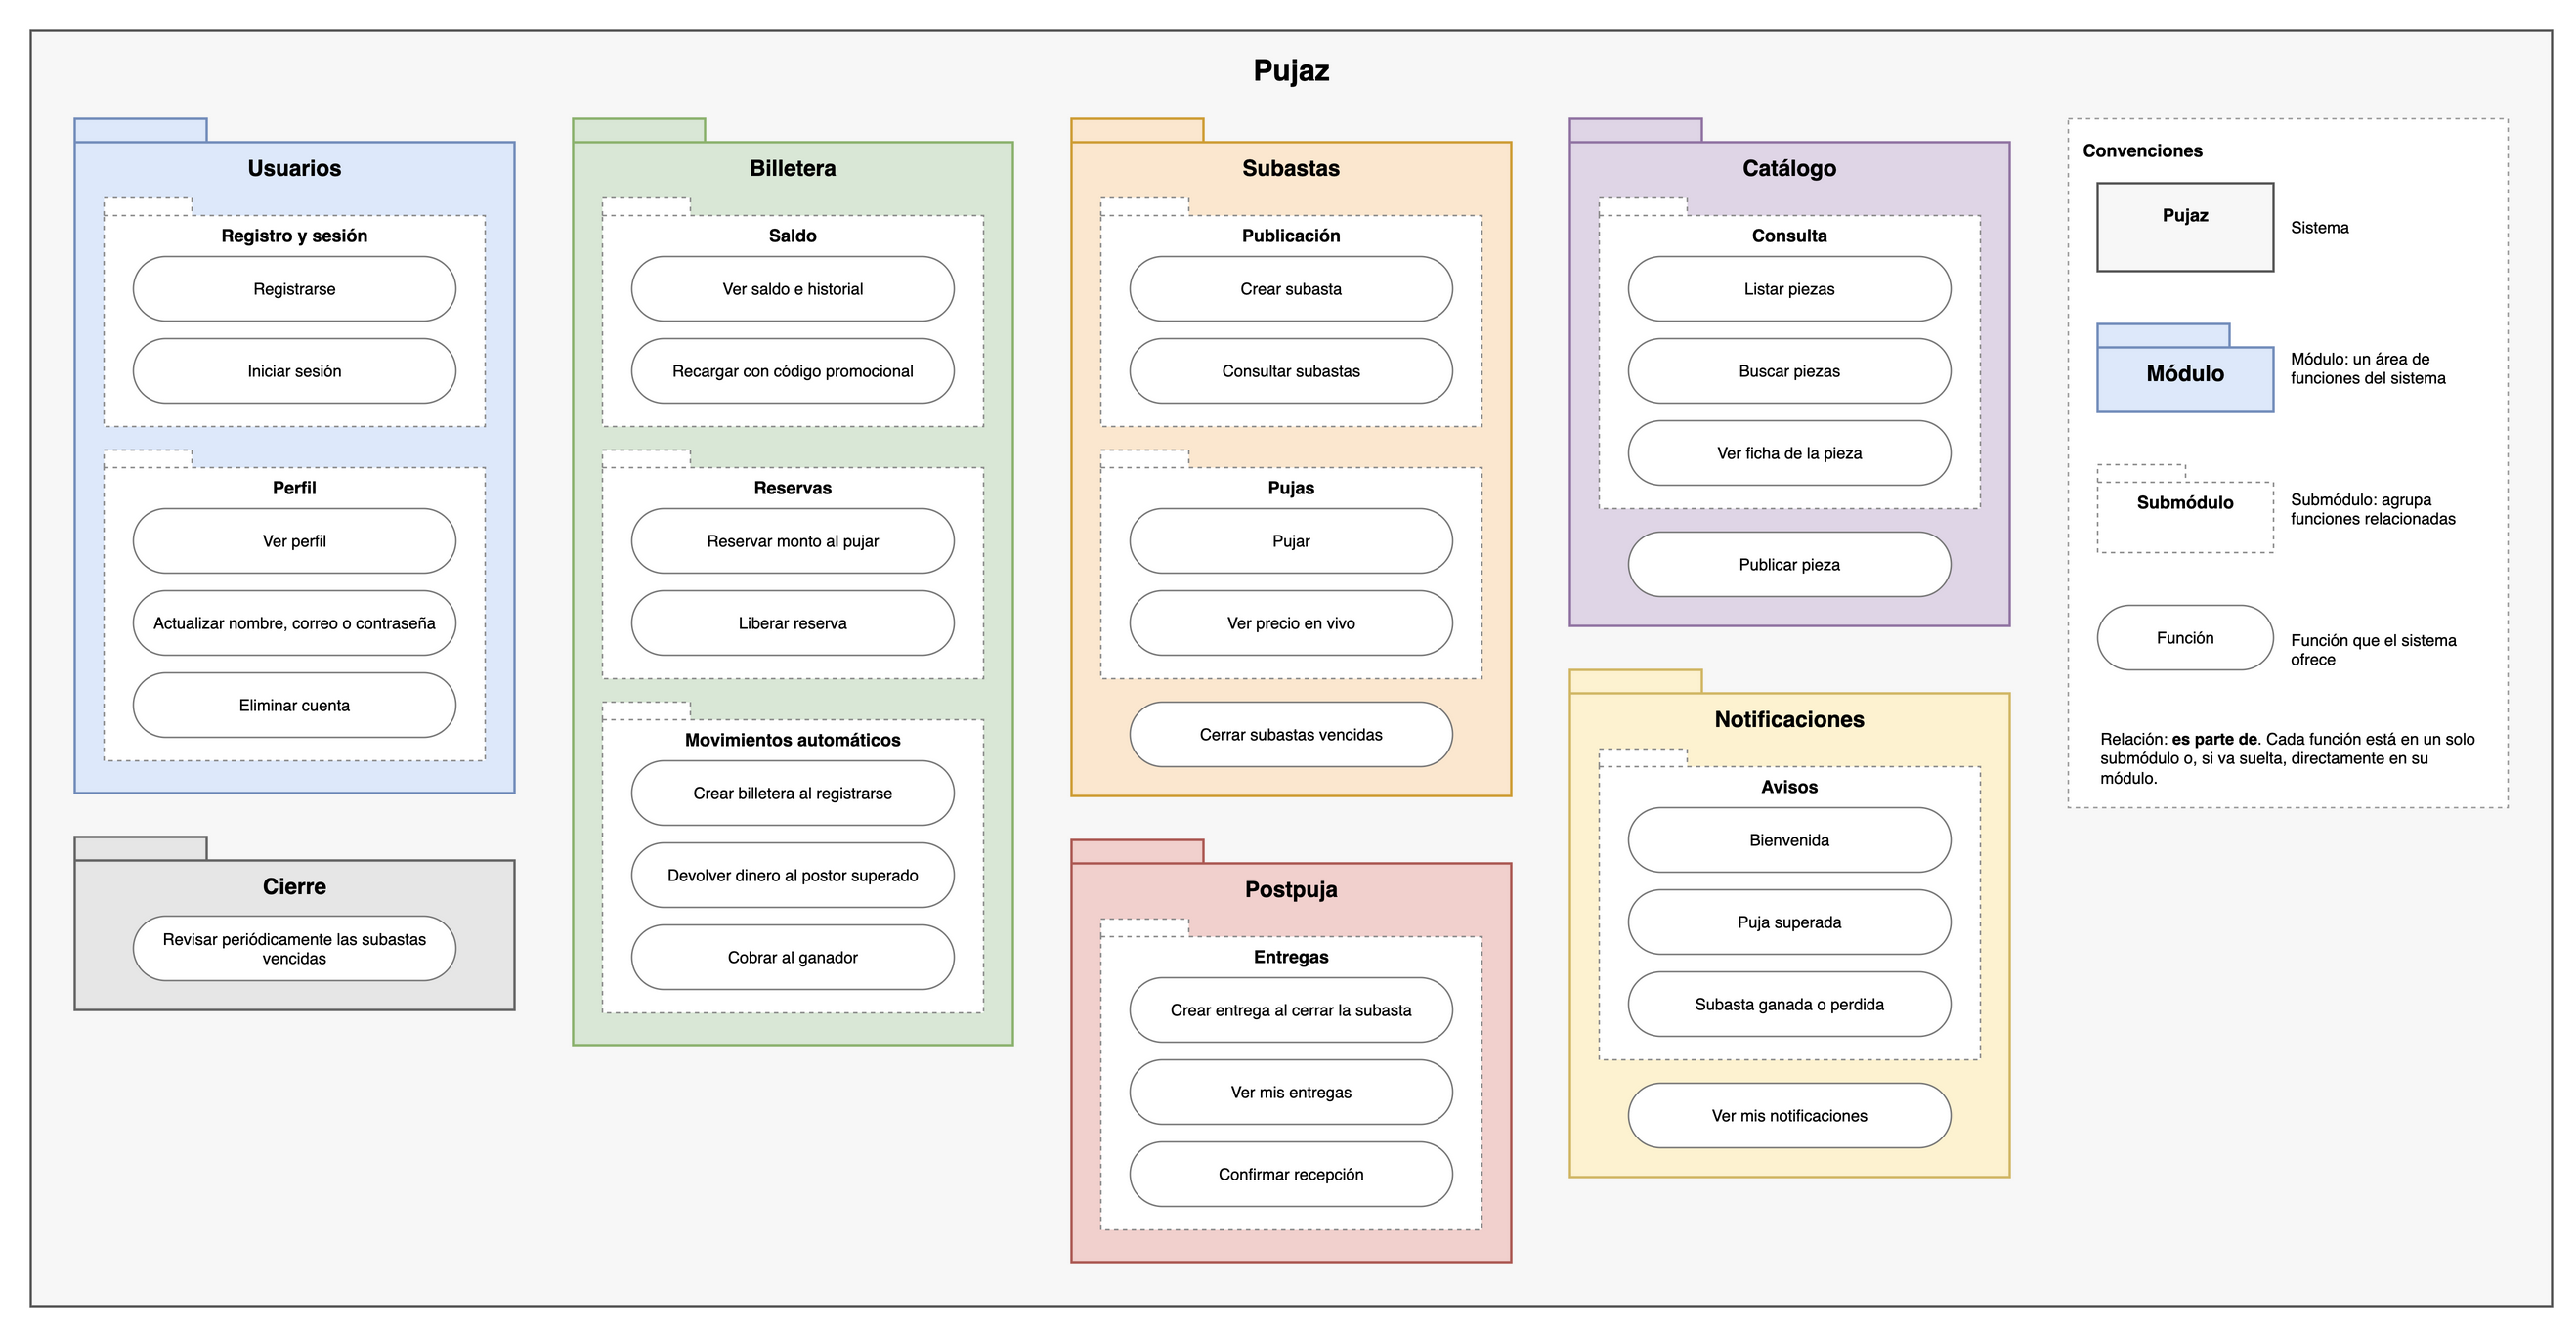 Pujaz
Usuarios
Registro y sesión
Registrarse
Iniciar sesión
Perfil
Ver perfil
Actualizar nombre, correo o contraseña
Eliminar cuenta
Cierre
Revisar periódicamente las subastas
vencidas
Billetera
Saldo
Ver saldo e historial
Recargar con código promocional
Reservas
Reservar monto al pujar
Liberar reserva
Movimientos automáticos
Crear billetera al registrarse
Devolver dinero al postor superado
Cobrar al ganador
Subastas
Publicación
Crear subasta
Consultar subastas
Pujas
Pujar
Ver precio en vivo
Cerrar subastas vencidas
Postpuja
Entregas
Crear entrega al cerrar la subasta
Ver mis entregas
Confirmar recepción
Catálogo
Consulta
Listar piezas
Buscar piezas
Ver ficha de la pieza
Publicar pieza
Notificaciones
Avisos
Bienvenida
Puja superada
Subasta ganada o perdida
Ver mis notificaciones
Convenciones
Pujaz
Sistema
Módulo
Módulo: un área de
funciones del sistema
Submódulo
Submódulo: agrupa
funciones relacionadas
Función
Función que el sistema
ofrece
Relación: es parte de. Cada función está en un solo
submódulo o, si va suelta, directamente en su
módulo.